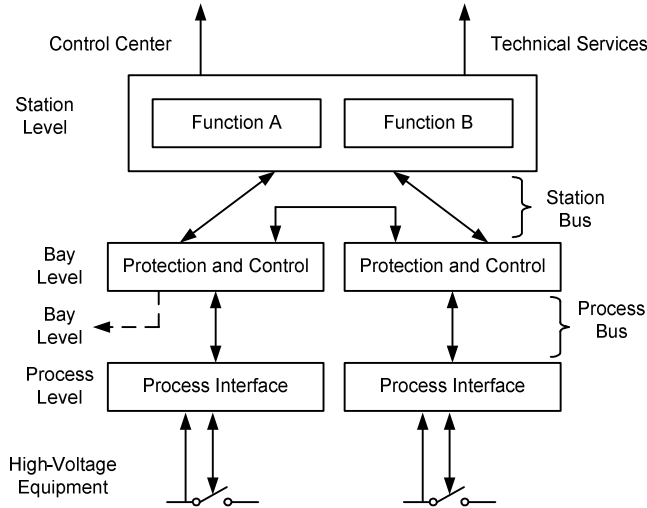 Control Center
Technical Services
Station
Level
Function A
Function B
Station
Bus
Bay
Level
Protection and Control
Protection and Control
Bay
Level
Process
Bus
Process
Level
Process Interface
Process Interface
High-Voltage
Equipment